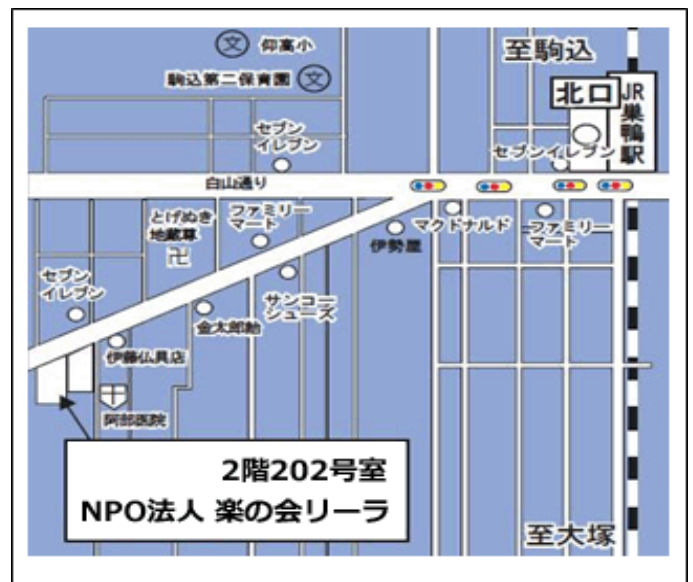 文
仰高小
至駒込
駒込第二保育園
文
北口
JR巣鴨駅
セブン
イレブン
セブンイレブン
白山通り
とげぬき
地蔵尊
卍
ファミリー
マート
伊勢屋
マクドナルド
ファミリー
マート
セブン
イレブン
サンコー
シューズ
金太郎飴
伊藤仏具店
阿部医院
2階202号室
NPO法人 楽の会リーラ
至大塚